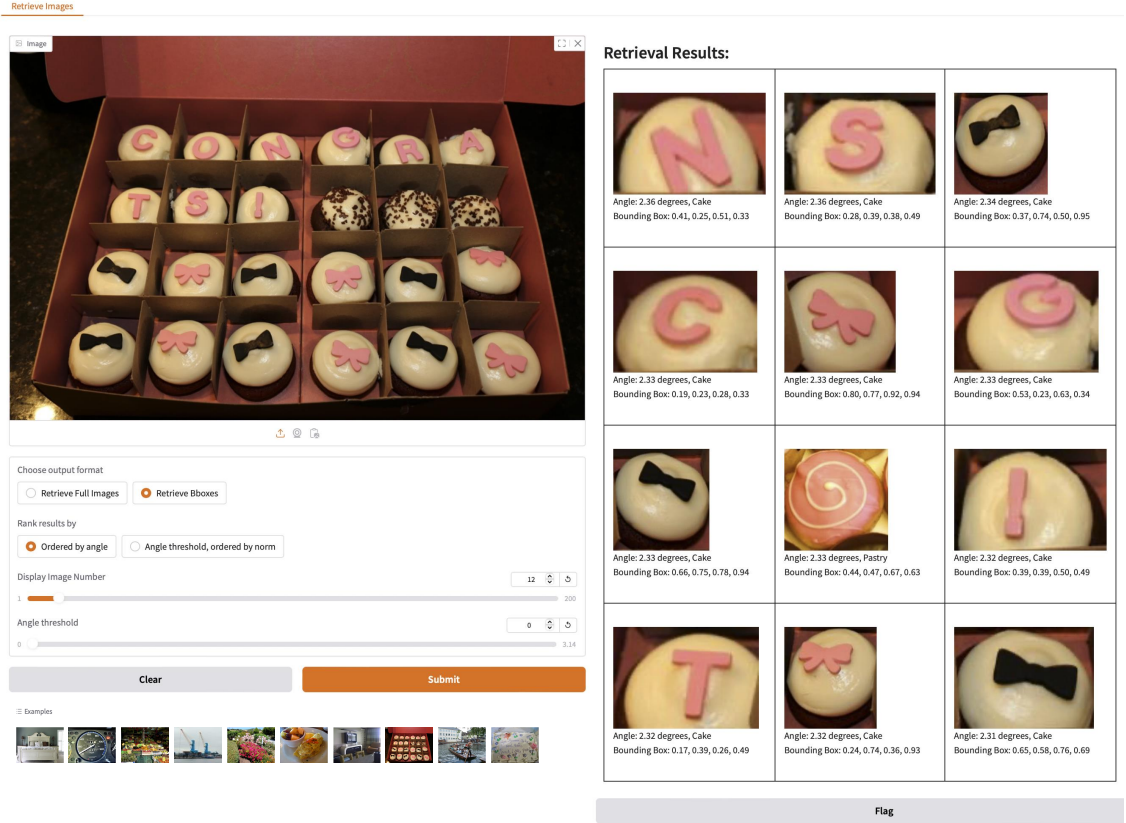 Retrieve Images
Image
C O N G R A
T S !
Choose output format
Retrieve Full Images
Retrieve Bboxes
Rank results by
Ordered by angle
Angle threshold, ordered by norm
Display Image Number
12
1
200
Angle threshold
0
0
3.14
Clear
Submit
Examples
Retrieval Results:
N
S
Angle: 2.36 degrees, Cake
Bounding Box: 0.41, 0.25, 0.51, 0.33
Angle: 2.36 degrees, Cake
Bounding Box: 0.28, 0.39, 0.38, 0.49
Angle: 2.34 degrees, Cake
Bounding Box: 0.37, 0.74, 0.50, 0.95
C
G
Angle: 2.33 degrees, Cake
Bounding Box: 0.19, 0.23, 0.28, 0.33
Angle: 2.33 degrees, Cake
Bounding Box: 0.80, 0.77, 0.92, 0.94
Angle: 2.33 degrees, Cake
Bounding Box: 0.53, 0.23, 0.63, 0.34
!
Angle: 2.33 degrees, Cake
Bounding Box: 0.66, 0.75, 0.78, 0.94
Angle: 2.33 degrees, Pastry
Bounding Box: 0.44, 0.47, 0.67, 0.63
Angle: 2.32 degrees, Cake
Bounding Box: 0.39, 0.39, 0.50, 0.49
T
Angle: 2.32 degrees, Cake
Bounding Box: 0.17, 0.39, 0.26, 0.49
Angle: 2.32 degrees, Cake
Bounding Box: 0.24, 0.74, 0.36, 0.93
Angle: 2.31 degrees, Cake
Bounding Box: 0.65, 0.58, 0.76, 0.69
Flag